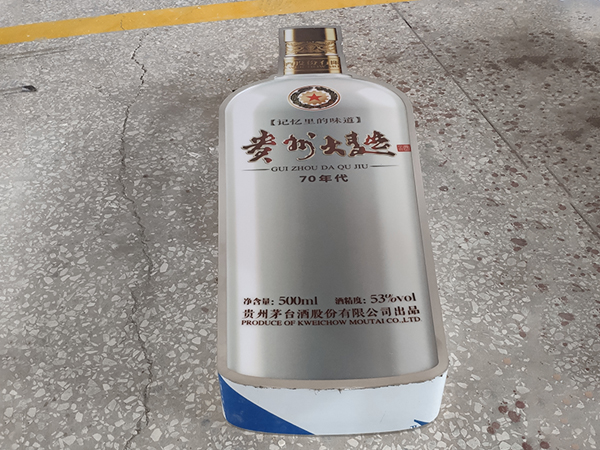 【记忆里的味道】
贵州大麯
GUI ZHOU DA QU JIU
70年代
净含量: 500ml 酒精度: 53%vol
贵州茅台酒股份有限公司出品
PRODUCE OF KWEICHOW MOUTAI CO.,LTD.